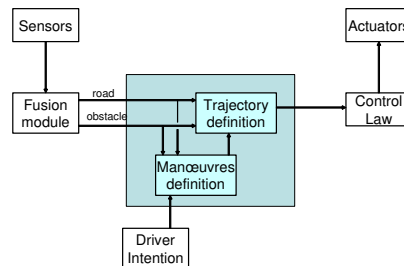 Sensors
Actuators
road
Fusion
module
obstacle
Trajectory
definition
Control
Law
Manœuvres
definition
Driver
Intention